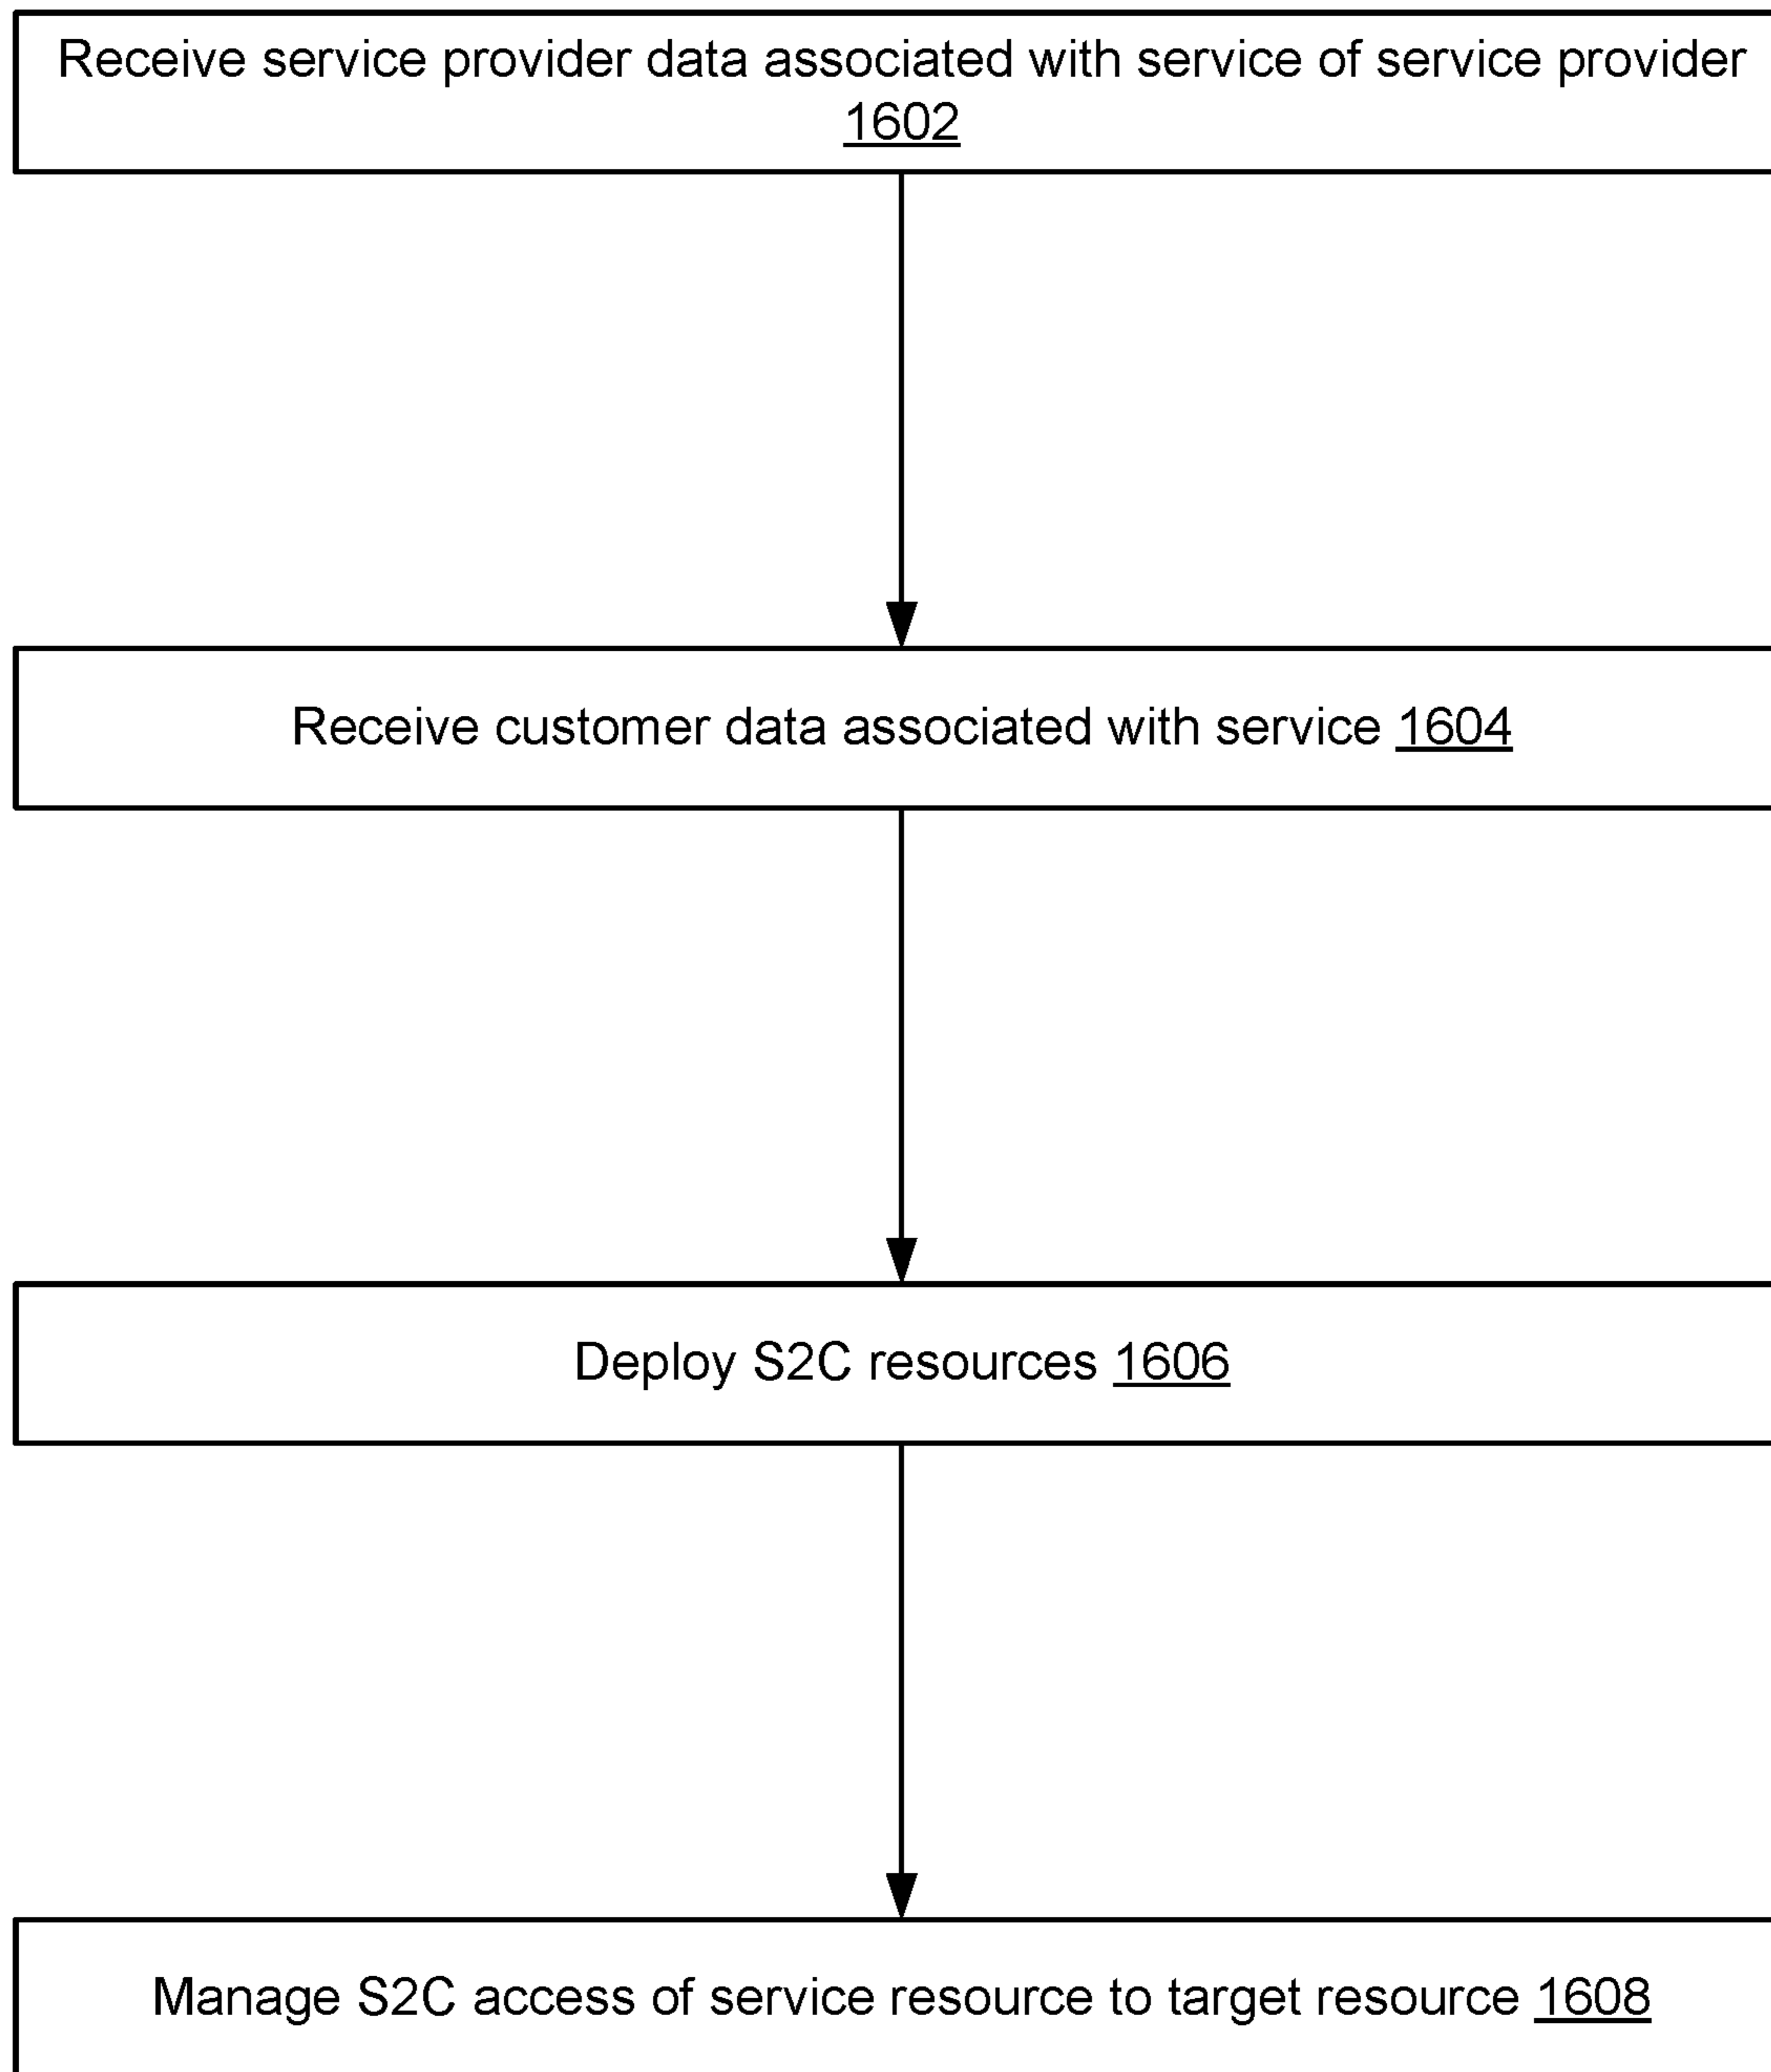 Receive service provider data associated with service of service provider
1602
Receive customer data associated with service 1604
Deploy S2C resources 1606
Manage S2C access of service resource to target resource 1608